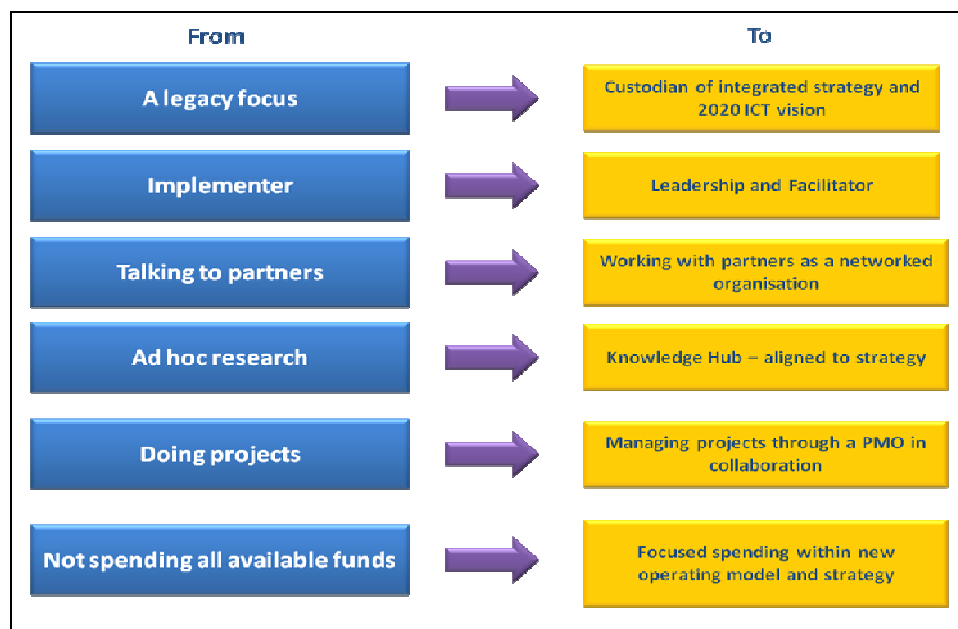 From
To
A legacy focus
Custodian of integrated strategy and
2020 ICT vision
Implementer
Leadership and Facilitator
Talking to partners
Working with partners as a networked
organisation
Ad hoc research
Knowledge Hub – aligned to strategy
Doing projects
Managing projects through a PMO in
collaboration
Not spending all available funds
Focused spending within new
operating model and strategy